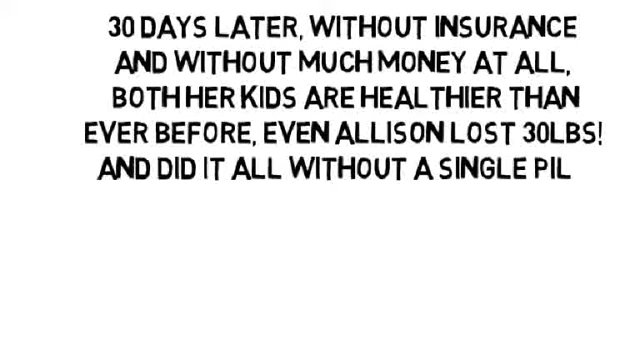 30 DAYS LATER, WITHOUT INSURANCE
AND WITHOUT MUCH MONEY AT ALL,
BOTH HER KIDS ARE HEALTHIER THAN
EVER BEFORE, EVEN ALLISON LOST 30LBS!
AND DID IT ALL WITHOUT A SINGLE PIL